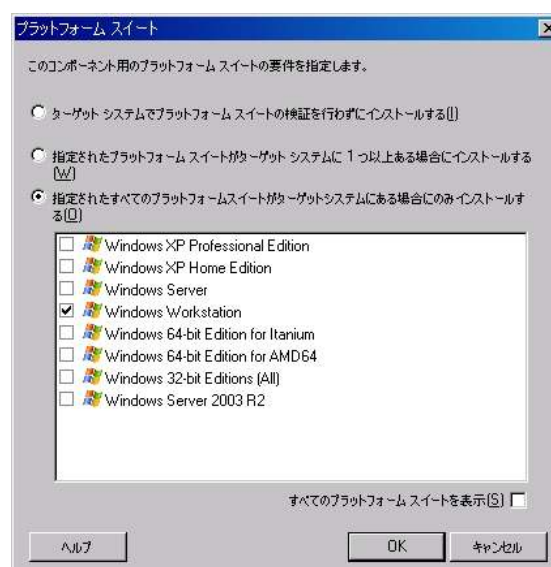 プラットフォーム スイート
このコンポーネント用のプラットフォーム スイートの要件を指定します。
ターゲット システムでプラットフォーム スイートの検証を行わずにインストールする(I)
指定されたプラットフォーム スイートがターゲット システムに 1 つ以上ある場合にインストールする
(W)
指定されたすべてのプラットフォームスイートがターゲットシステムにある場合にのみインストールす
る(O)
Windows XP Professional Edition
Windows XP Home Edition
Windows Server
Windows Workstation
Windows 64-bit Edition for Itanium
Windows 64-bit Edition for AMD64
Windows 32-bit Editions (All)
Windows Server 2003 R2
すべてのプラットフォーム スイートを表示(S)
ヘルプ
OK
キャンセル